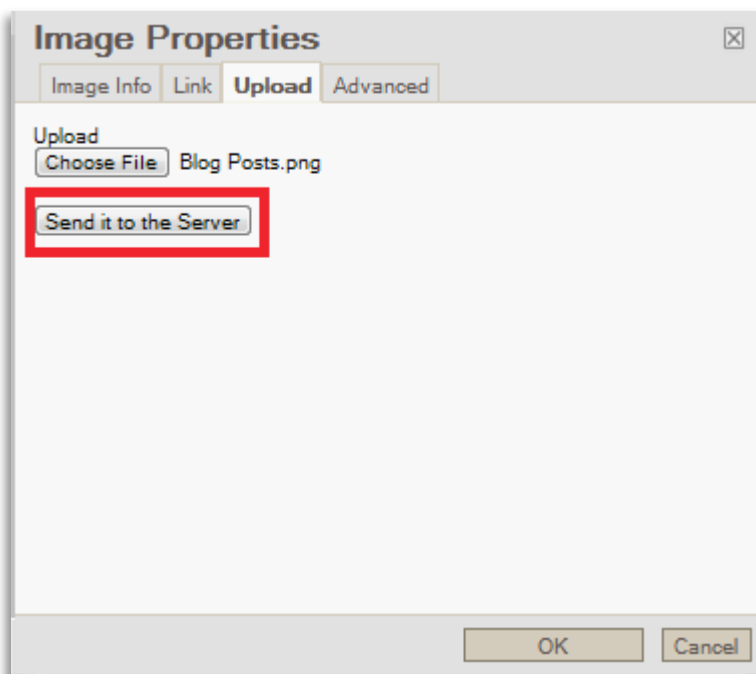 Image Properties
Image Info Link Upload Advanced
Upload
Choose File Blog Posts.png
Send it to the Server
OK Cancel